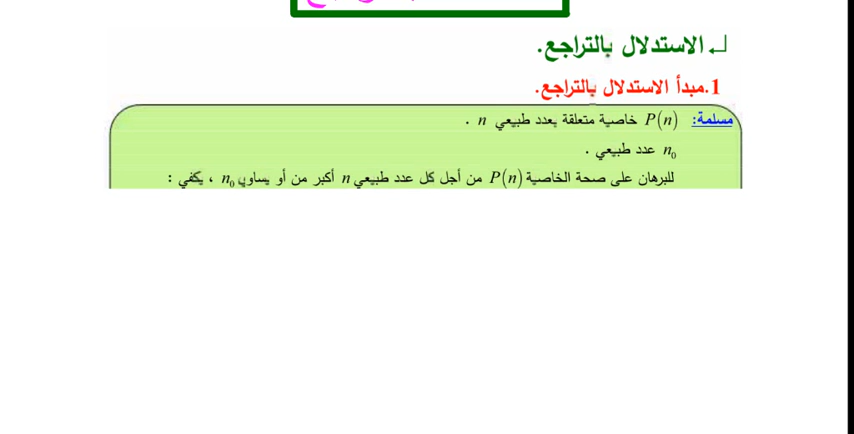 الاستدلال بالتراجع.
1.مبدأ الاستدلال بالتراجع.
مسلمة: P(n) خاصية متعلقة بعدد طبيعي n .
n₀ عدد طبيعي .
للبرهان على صحة الخاصية P(n) من أجل كل عدد طبيعي n أكبر من أو يساوي n₀ ، يكفي :